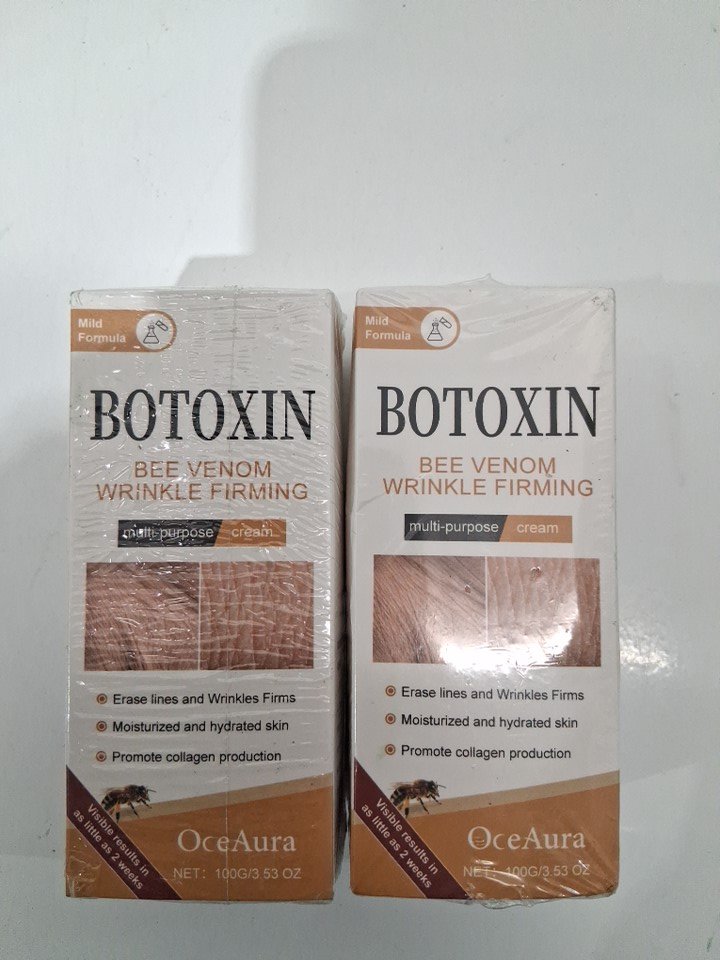 Mild
Formula
BOTOXIN
BEE VENOM
WRINKLE FIRMING
multi-purpose cream
Erase lines and Wrinkles Firms
Moisturized and hydrated skin
Promote collagen production
Visible results in
as little as 2 weeks
OceAura
NET: 100G/3.53 OZ
Mild
Formula
BOTOXIN
BEE VENOM
WRINKLE FIRMING
multi-purpose cream
Erase lines and Wrinkles Firms
Moisturized and hydrated skin
Promote collagen production
Visible results in
as little as 2 weeks
OceAura
NET: 100G/3.53 OZ